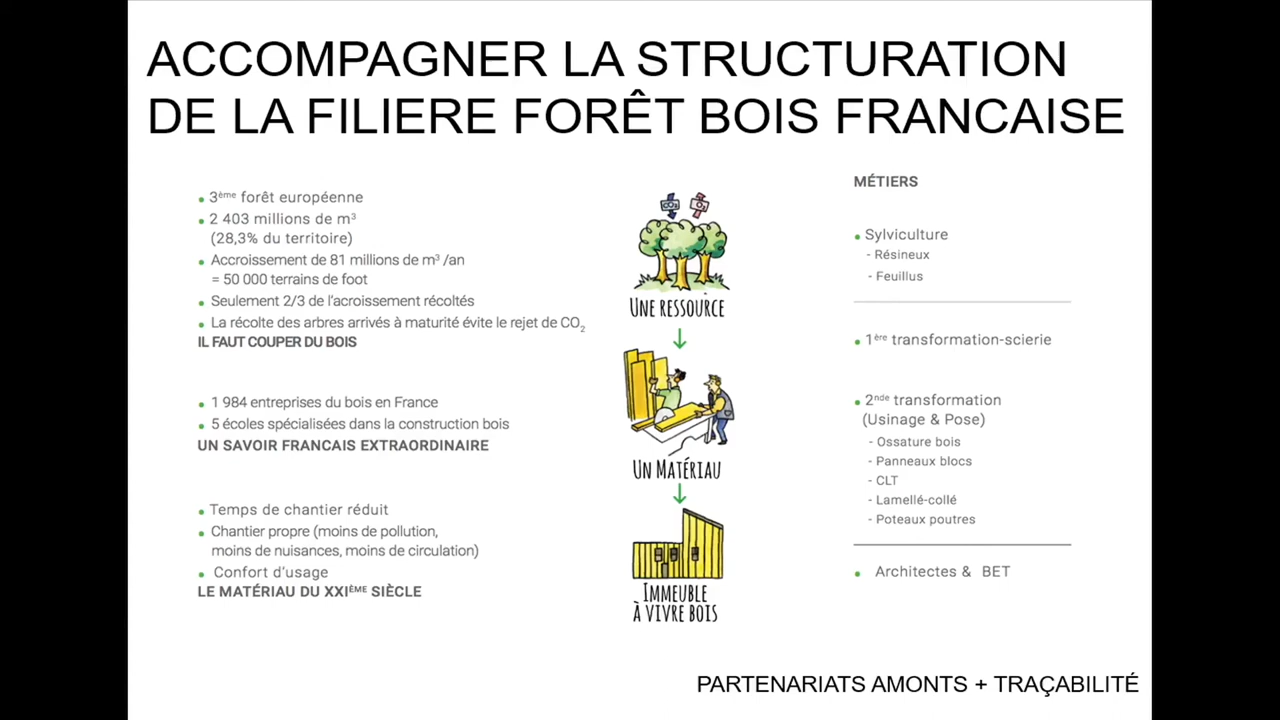 ACCOMPAGNER LA STRUCTURATION
DE LA FILIERE FORÊT BOIS FRANCAISE
• 3ème forêt européenne
• 2 403 millions de m³
(28,3% du territoire)
• Accroissement de 81 millions de m³ /an
= 50 000 terrains de foot
• Seulement 2/3 de l'acroissement récoltés
• La récolte des arbres arrivés à maturité évite le rejet de CO₂
IL FAUT COUPER DU BOIS
• 1 984 entreprises du bois en France
• 5 écoles spécialisées dans la construction bois
UN SAVOIR FRANCAIS EXTRAORDINAIRE
• Temps de chantier réduit
• Chantier propre (moins de pollution,
moins de nuisances, moins de circulation)
• Confort d'usage
LE MATÉRIAU DU XXIÈME SIÈCLE
CO₂ O₂
UNE RESSOURCE
UN MATÉRIAU
IMMEUBLE
À VIVRE BOIS
MÉTIERS
• Sylviculture
- Résineux
- Feuillus
• 1ère transformation-scierie
• 2nde transformation
(Usinage & Pose)
- Ossature bois
- Panneaux blocs
- CLT
- Lamellé-collé
- Poteaux poutres
• Architectes & BET
PARTENARIATS AMONTS + TRAÇABILITÉ